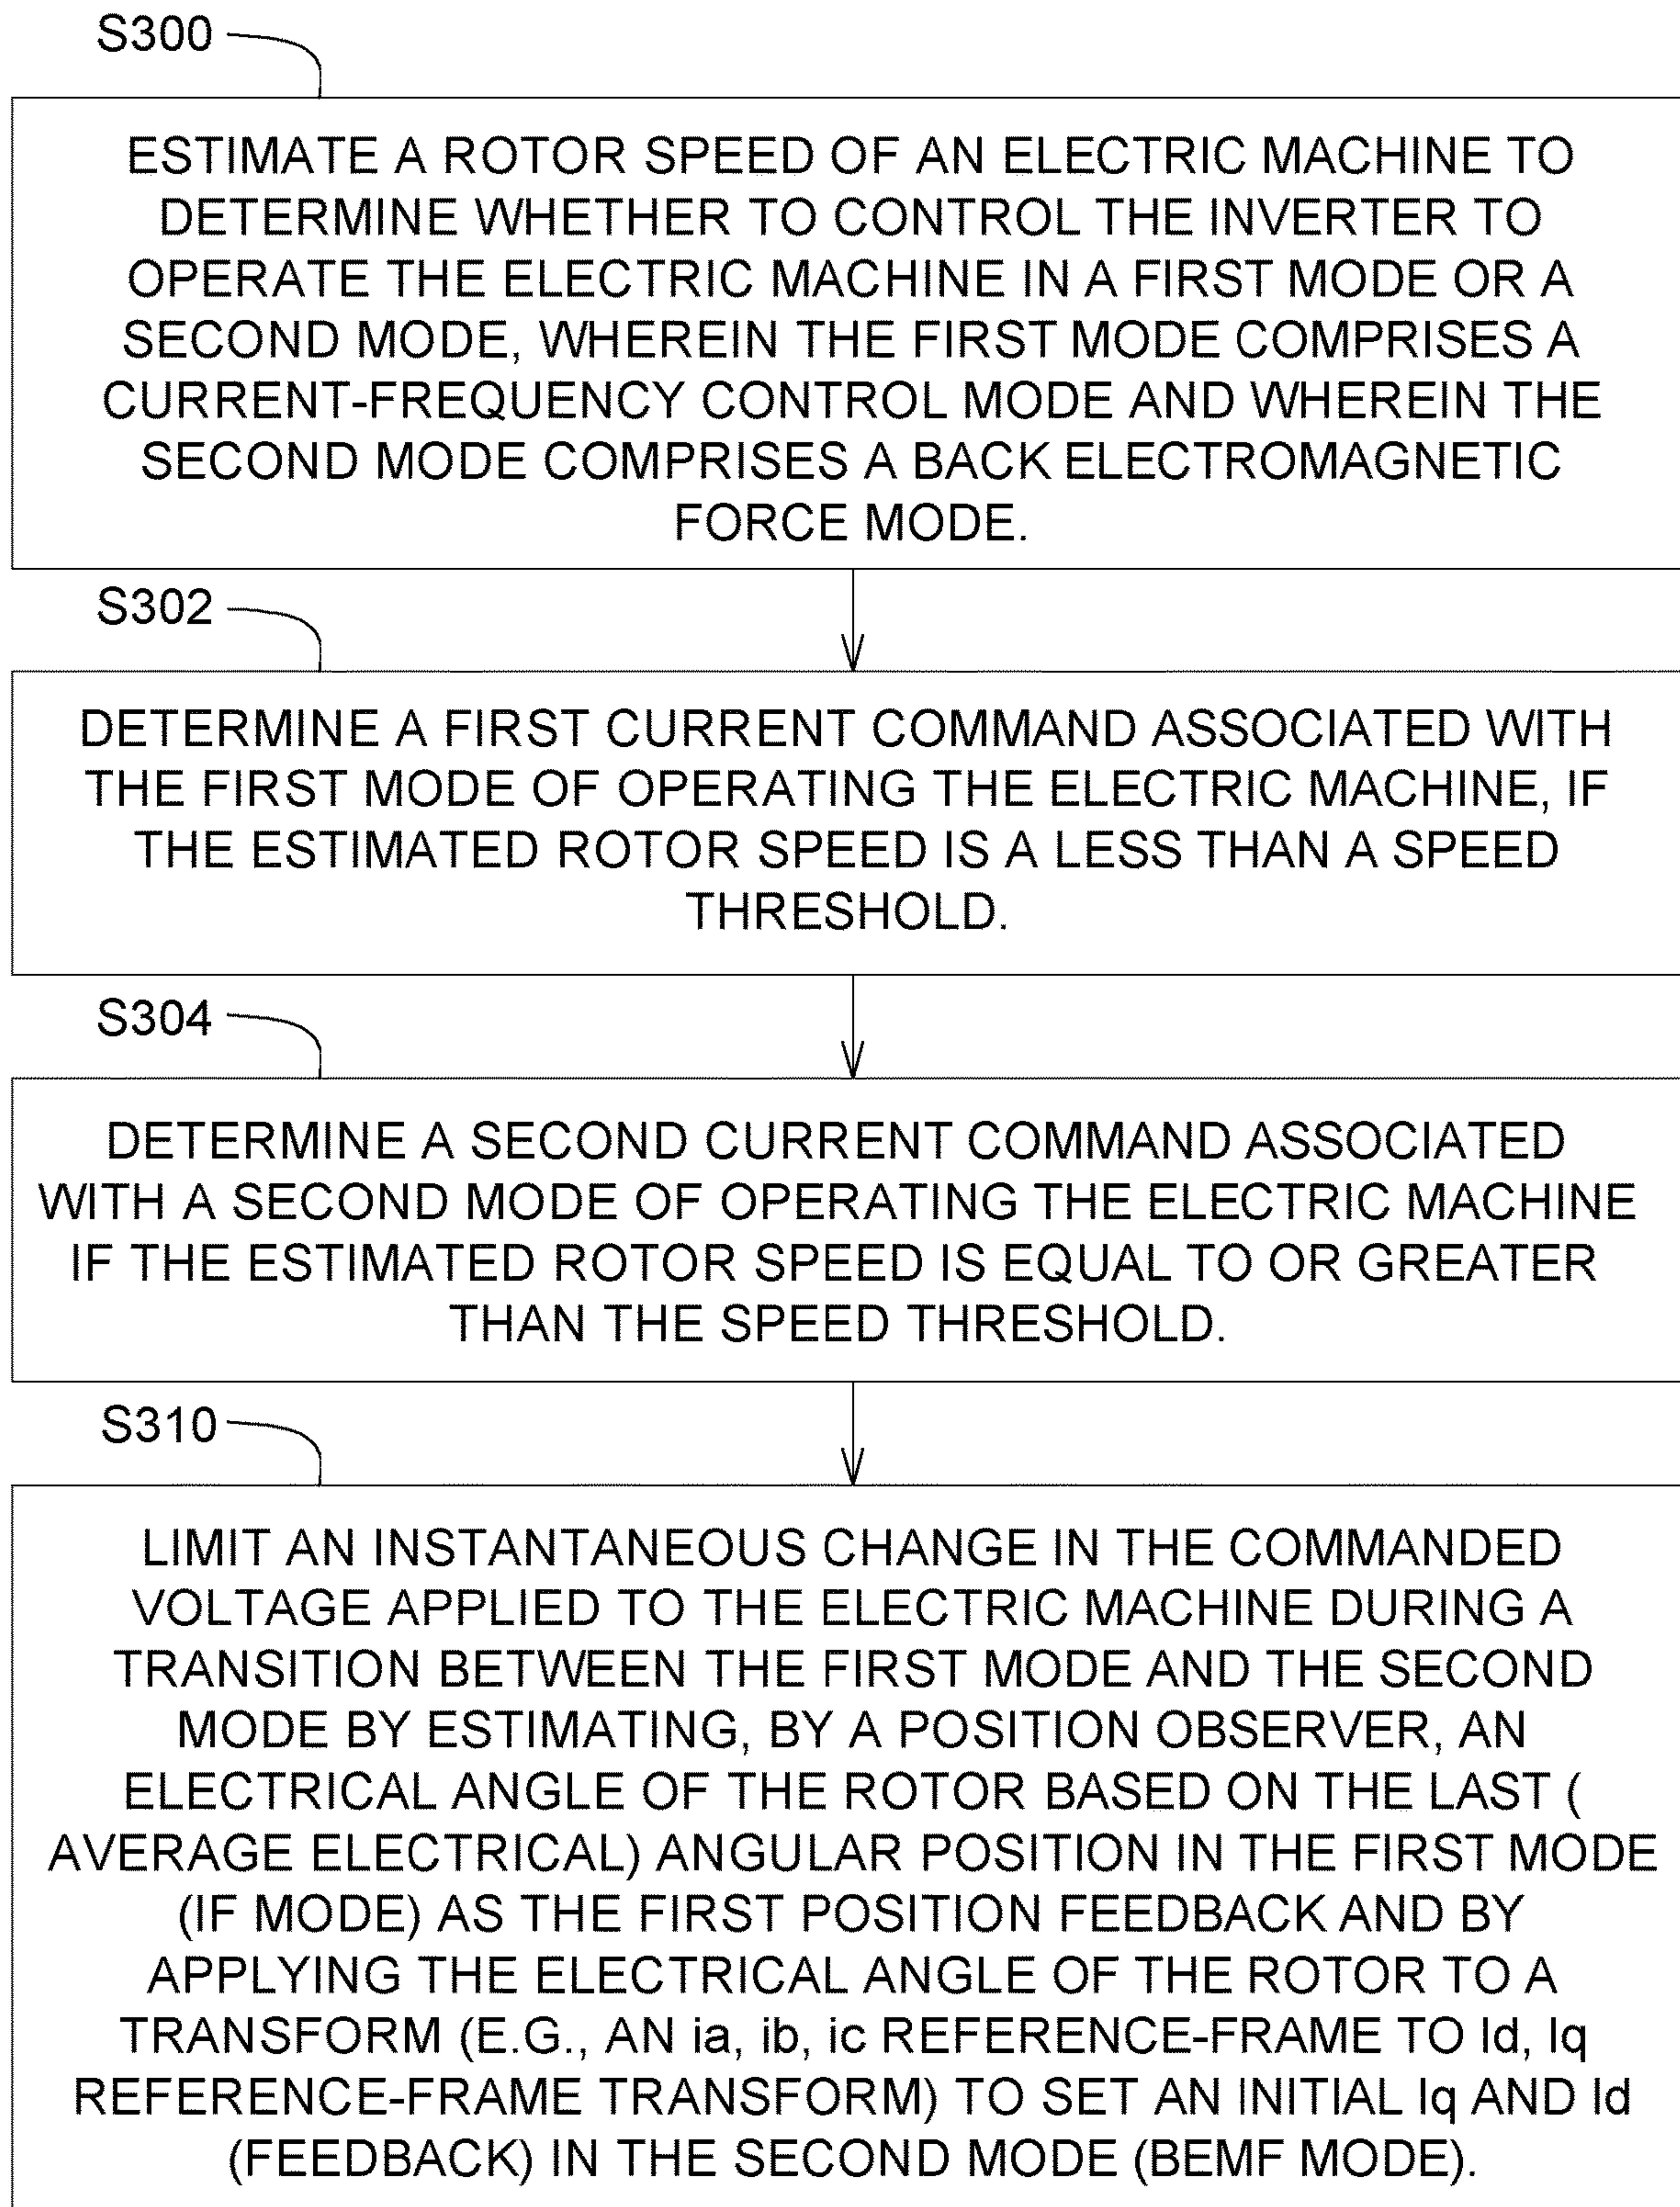 S300
ESTIMATE A ROTOR SPEED OF AN ELECTRIC MACHINE TO
DETERMINE WHETHER TO CONTROL THE INVERTER TO
OPERATE THE ELECTRIC MACHINE IN A FIRST MODE OR A
SECOND MODE, WHEREIN THE FIRST MODE COMPRISES A
CURRENT-FREQUENCY CONTROL MODE AND WHEREIN THE
SECOND MODE COMPRISES A BACK ELECTROMAGNETIC
FORCE MODE.
S302
DETERMINE A FIRST CURRENT COMMAND ASSOCIATED WITH
THE FIRST MODE OF OPERATING THE ELECTRIC MACHINE, IF
THE ESTIMATED ROTOR SPEED IS A LESS THAN A SPEED
THRESHOLD.
S304
DETERMINE A SECOND CURRENT COMMAND ASSOCIATED
WITH A SECOND MODE OF OPERATING THE ELECTRIC MACHINE
IF THE ESTIMATED ROTOR SPEED IS EQUAL TO OR GREATER
THAN THE SPEED THRESHOLD.
S310
LIMIT AN INSTANTANEOUS CHANGE IN THE COMMANDED
VOLTAGE APPLIED TO THE ELECTRIC MACHINE DURING A
TRANSITION BETWEEN THE FIRST MODE AND THE SECOND
MODE BY ESTIMATING, BY A POSITION OBSERVER, AN
ELECTRICAL ANGLE OF THE ROTOR BASED ON THE LAST (
AVERAGE ELECTRICAL) ANGULAR POSITION IN THE FIRST MODE
(IF MODE) AS THE FIRST POSITION FEEDBACK AND BY
APPLYING THE ELECTRICAL ANGLE OF THE ROTOR TO A
TRANSFORM (E.G., AN ia, ib, ic REFERENCE-FRAME TO Id, Iq
REFERENCE-FRAME TRANSFORM) TO SET AN INITIAL Iq AND Id
(FEEDBACK) IN THE SECOND MODE (BEMF MODE).